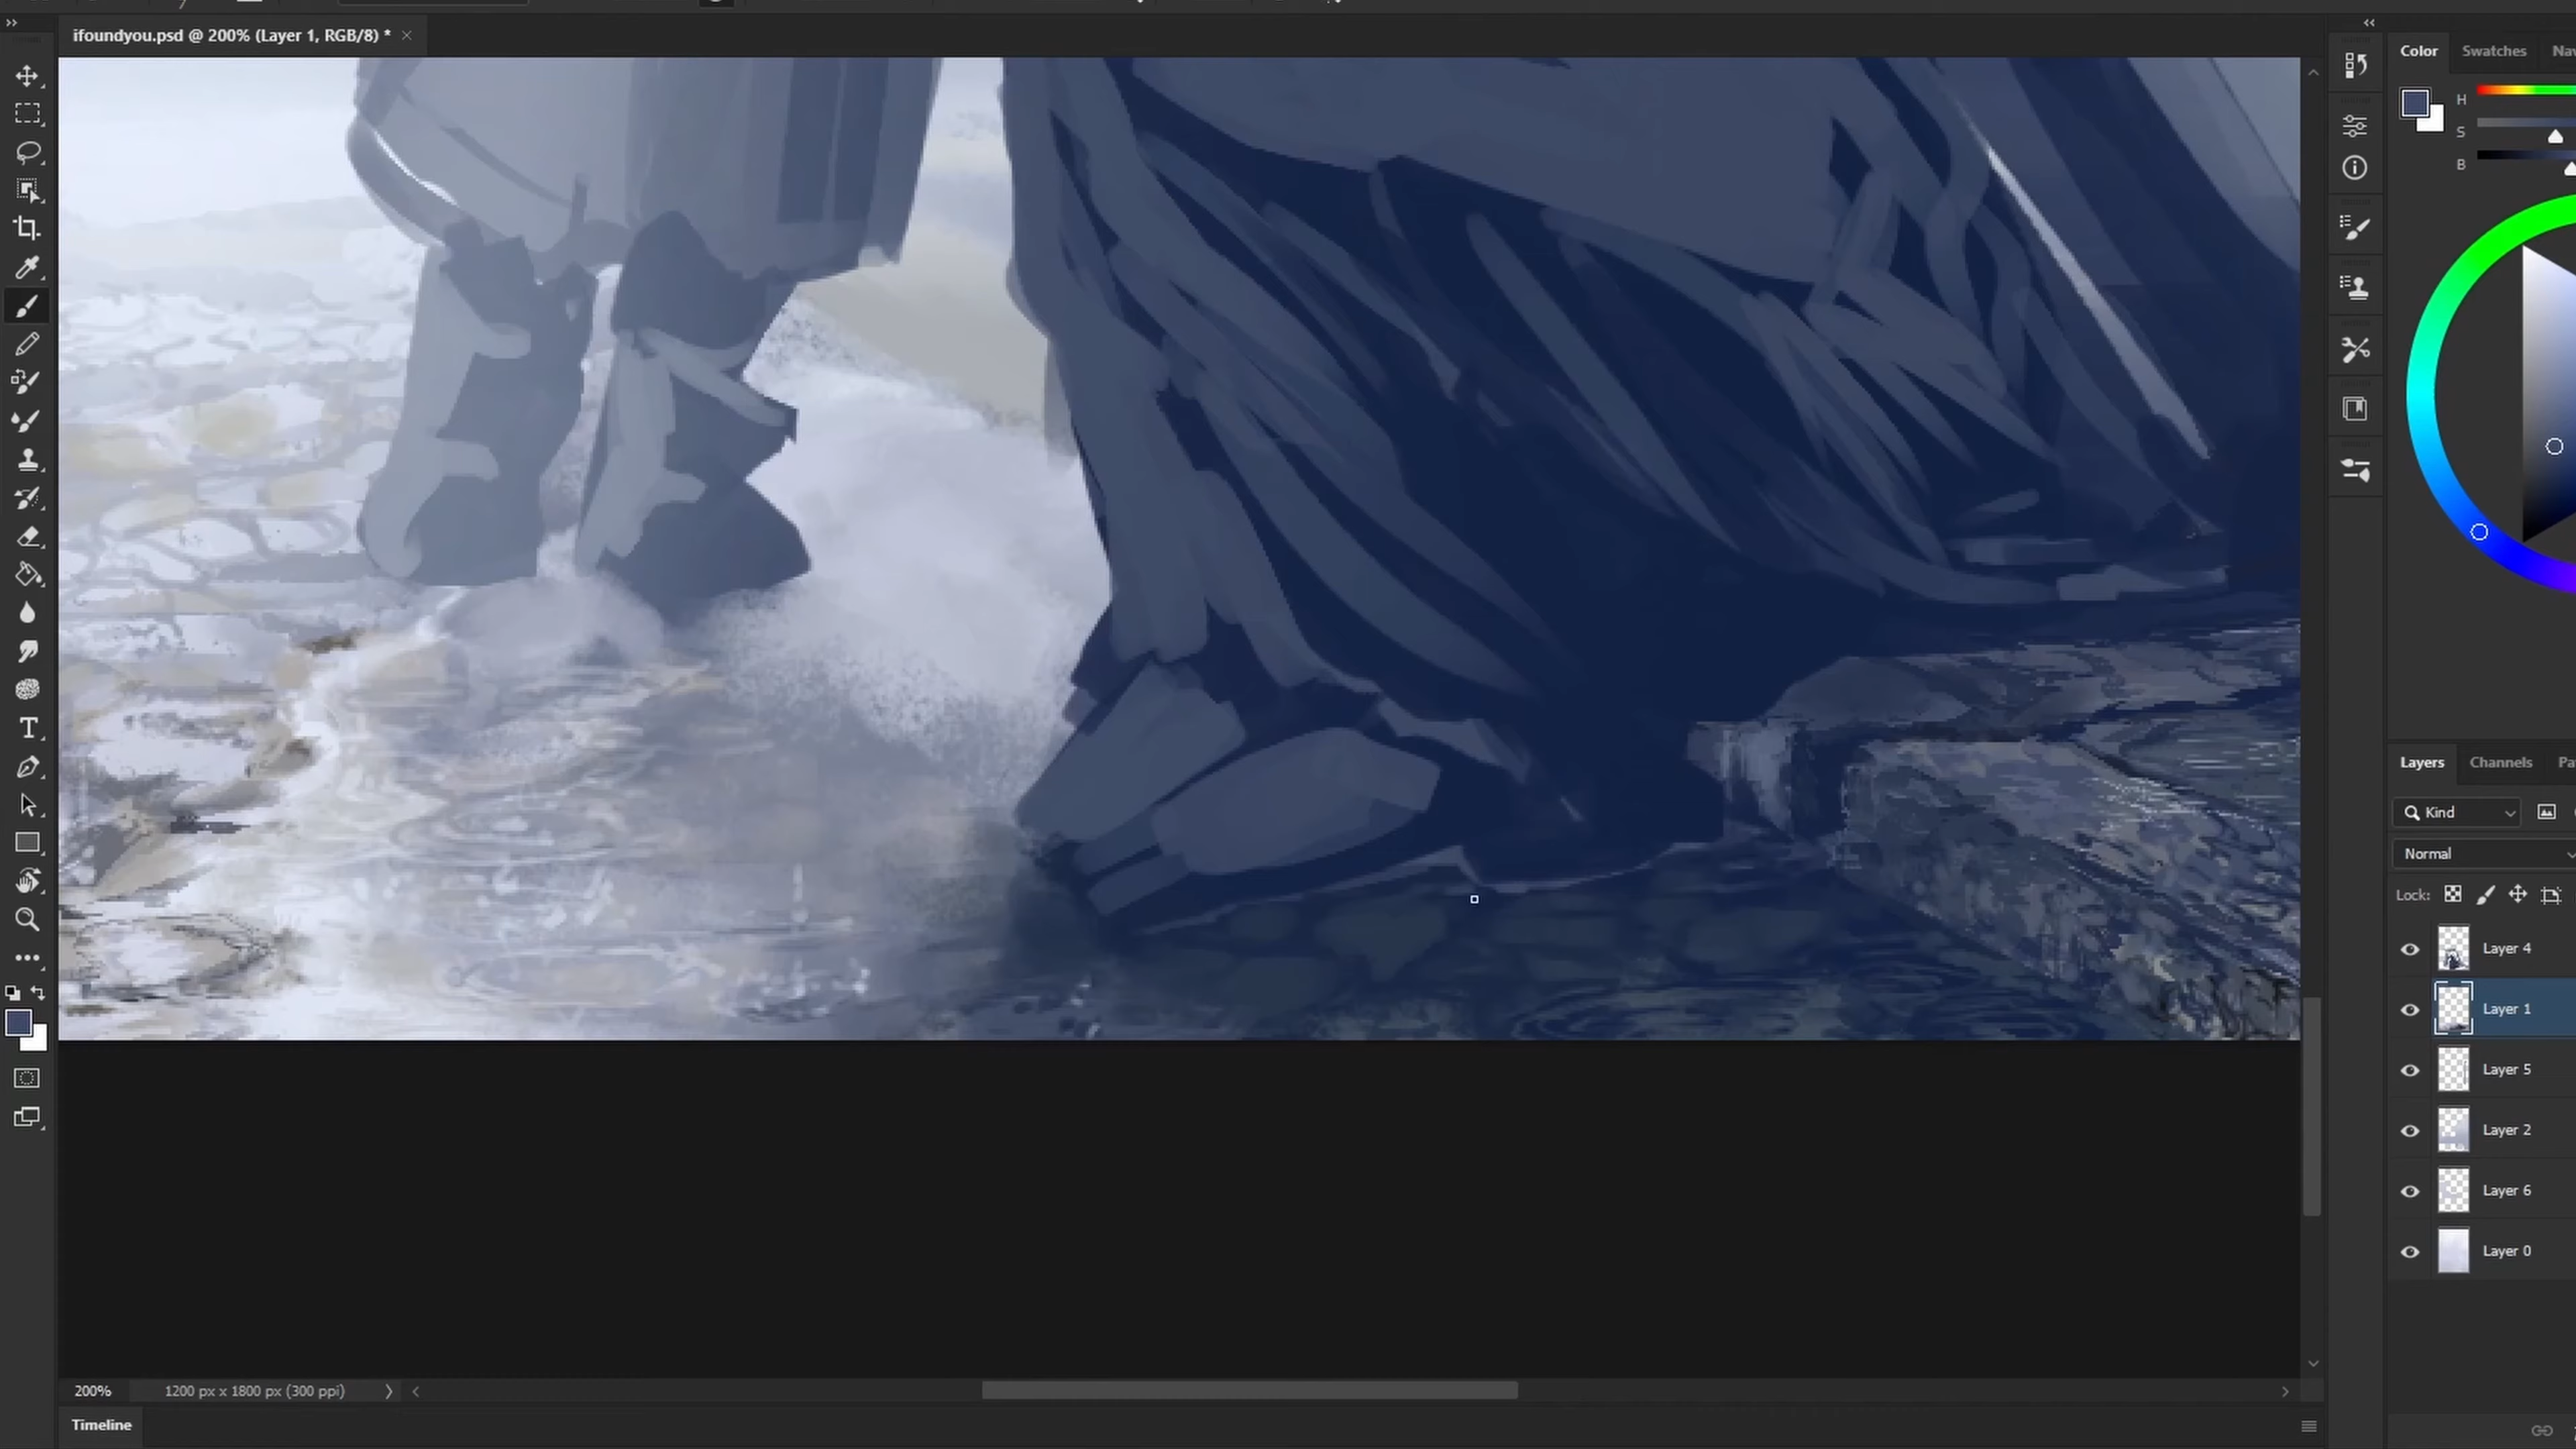 ifoundyou.psd @ 200% (Layer 1, RGB/8) *
Color
Swatches
H
S
B
T
Layers
Channels
Kind
Normal
Lock:
Layer 4
Layer 1
Layer 5
Layer 2
Layer 6
Layer 0
200%
1200 px x 1800 px (300 ppi)
Timeline